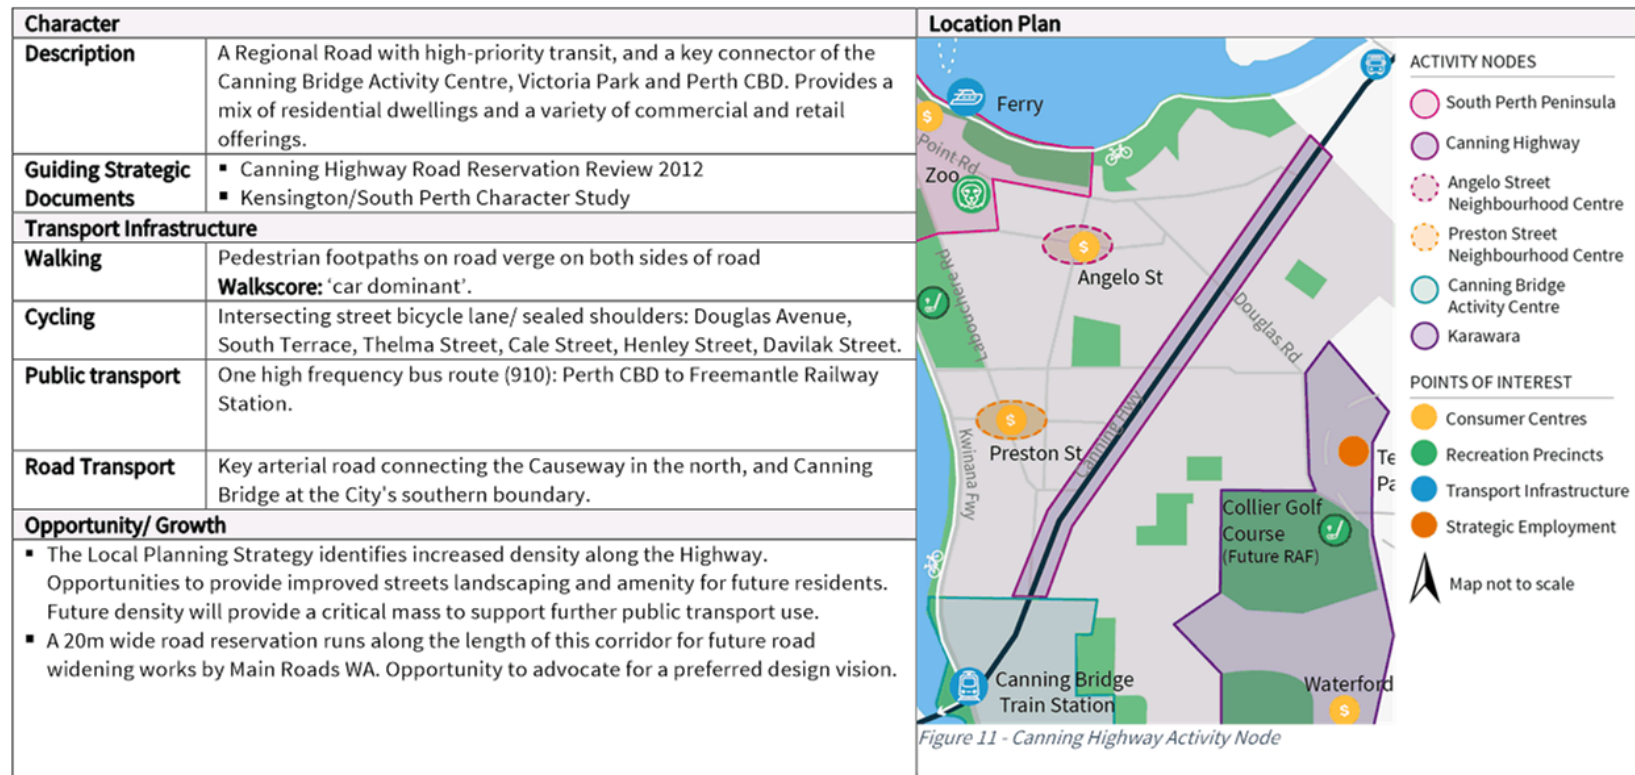 Character
Description
A Regional Road with high-priority transit, and a key connector of the
Canning Bridge Activity Centre, Victoria Park and Perth CBD. Provides a
mix of residential dwellings and a variety of commercial and retail
offerings.
Guiding Strategic
Documents
▪ Canning Highway Road Reservation Review 2012
▪ Kensington/South Perth Character Study
Transport Infrastructure
Walking
Pedestrian footpaths on road verge on both sides of road
Walkscore: ‘car dominant’.
Cycling
Intersecting street bicycle lane/ sealed shoulders: Douglas Avenue,
South Terrace, Thelma Street, Cale Street, Henley Street, Davilak Street.
Public transport
One high frequency bus route (910): Perth CBD to Freemantle Railway
Station.
Road Transport
Key arterial road connecting the Causeway in the north, and Canning
Bridge at the City’s southern boundary.
Opportunity/ Growth
▪ The Local Planning Strategy identifies increased density along the Highway.
Opportunities to provide improved streets landscaping and amenity for future residents.
Future density will provide a critical mass to support further public transport use.
▪ A 20m wide road reservation runs along the length of this corridor for future road
widening works by Main Roads WA. Opportunity to advocate for a preferred design vision.
Location Plan
Ferry
$
Point Rd
Zoo
$
Angelo St
Labouchere Rd
Douglas Rd
$
Preston St
Canning Hwy
Kwinana Fwy
Te
Pa
Collier Golf
Course
(Future RAF)
Canning Bridge
Train Station
Waterford
$
ACTIVITY NODES
South Perth Peninsula
Canning Highway
Angelo Street
Neighbourhood Centre
Preston Street
Neighbourhood Centre
Canning Bridge
Activity Centre
Karawara
POINTS OF INTEREST
Consumer Centres
Recreation Precincts
Transport Infrastructure
Strategic Employment
Map not to scale
Figure 11 - Canning Highway Activity Node